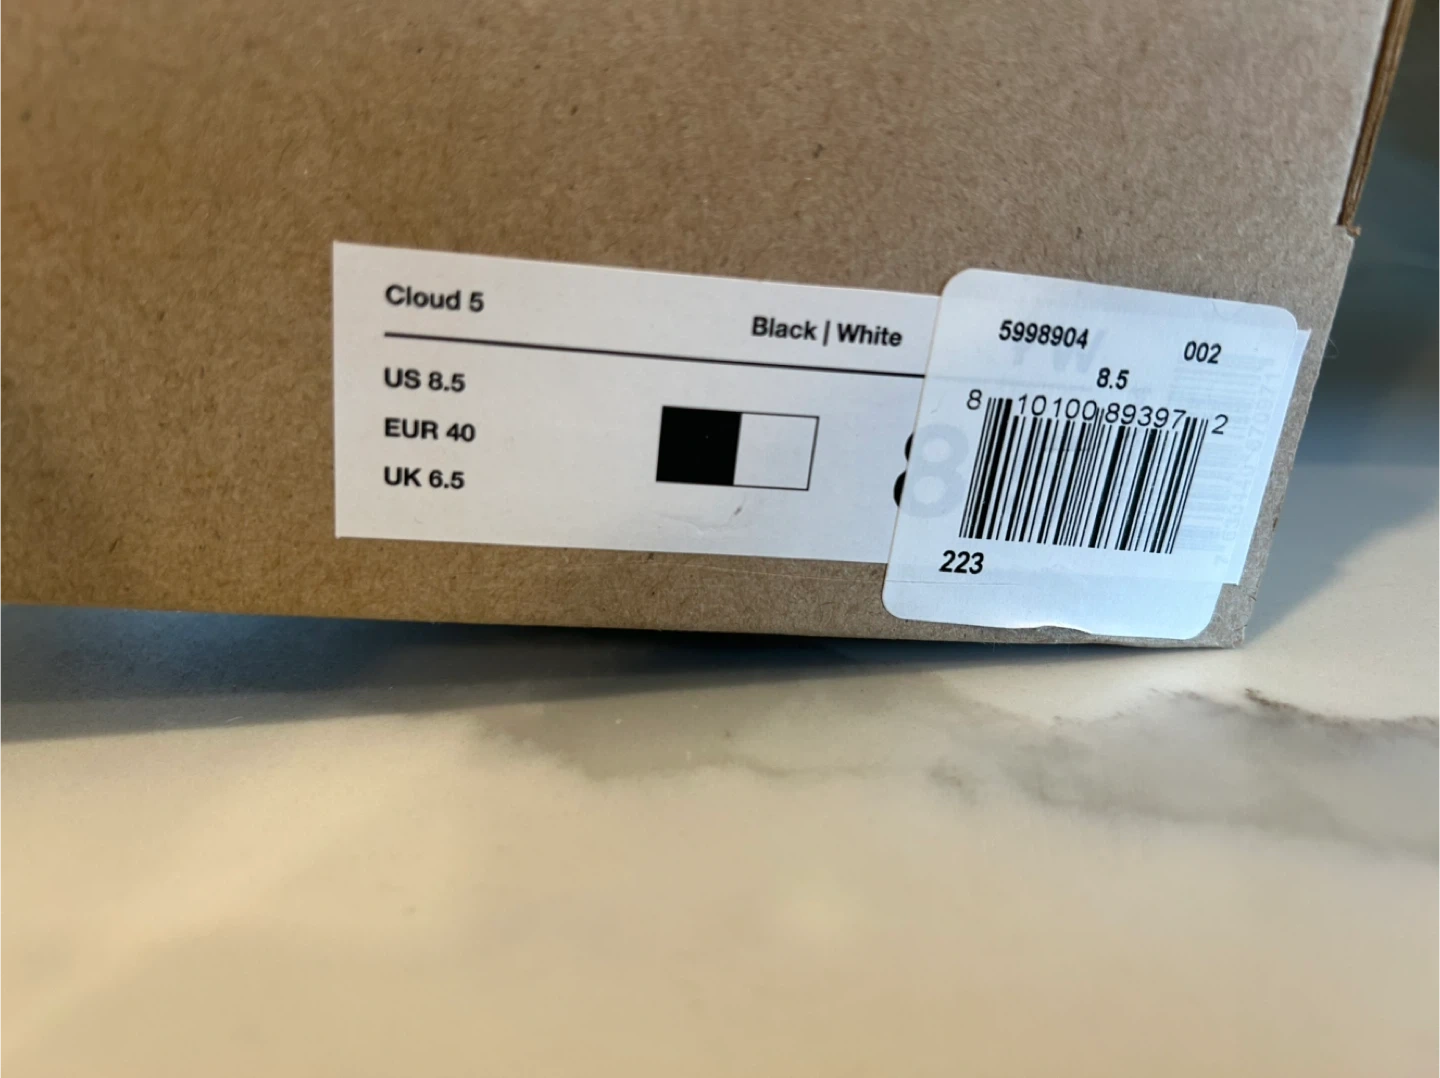 Cloud 5
Black | White
US 8.5
EUR 40
UK 6.5
8
5998904 002
8.5
8 10100 89397 2
223